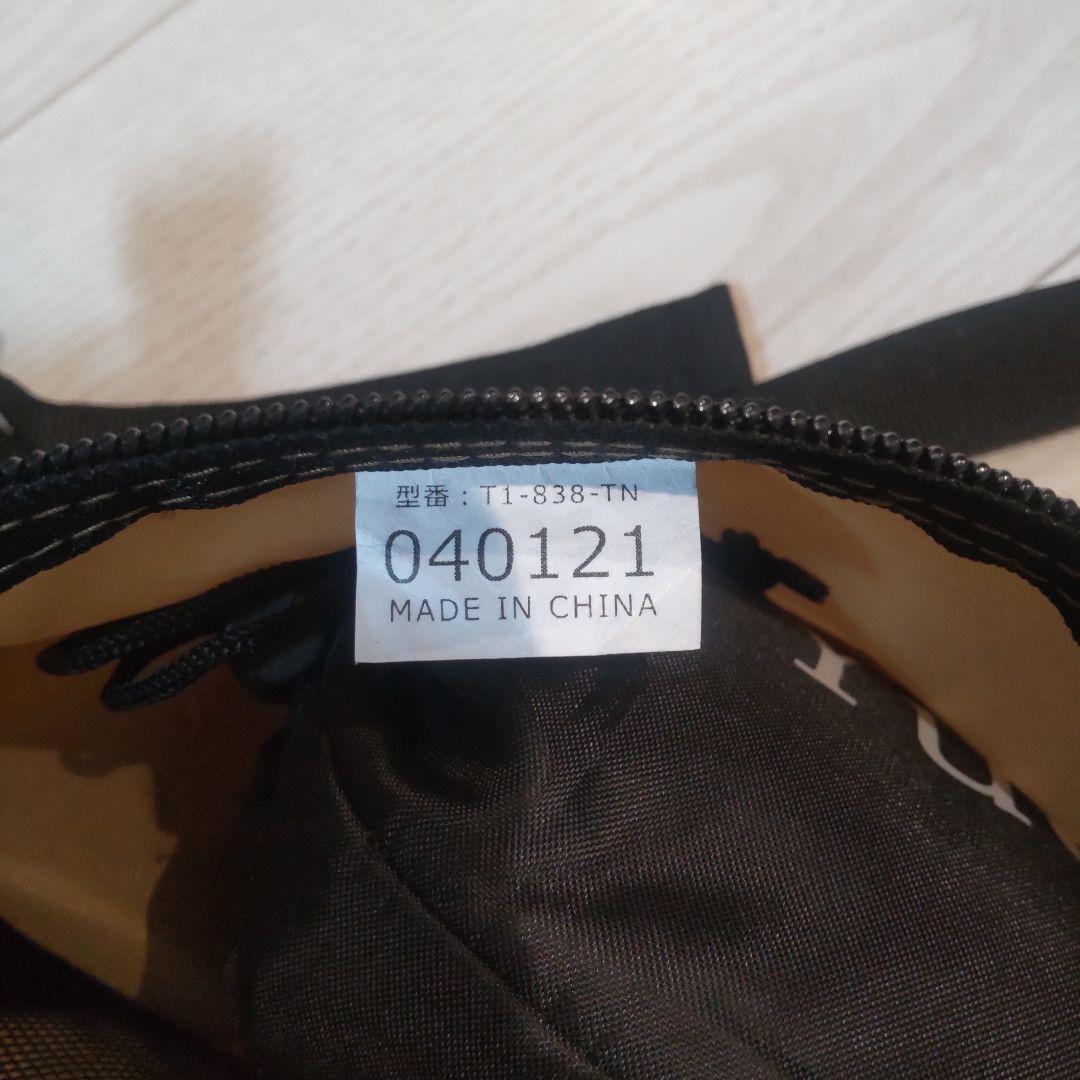 型番 : T1-838-TN
040121
MADE IN CHINA